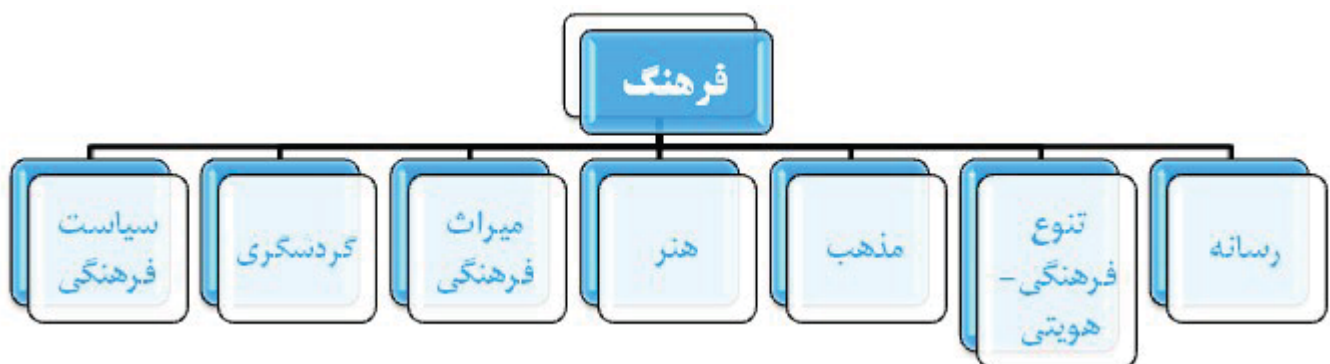 فرهنگ
رسانه
تنوع
فرهنگی-
هویتی
مذهب
هنر
میراث
فرهنگی
گردشگری
سیاست
فرهنگی